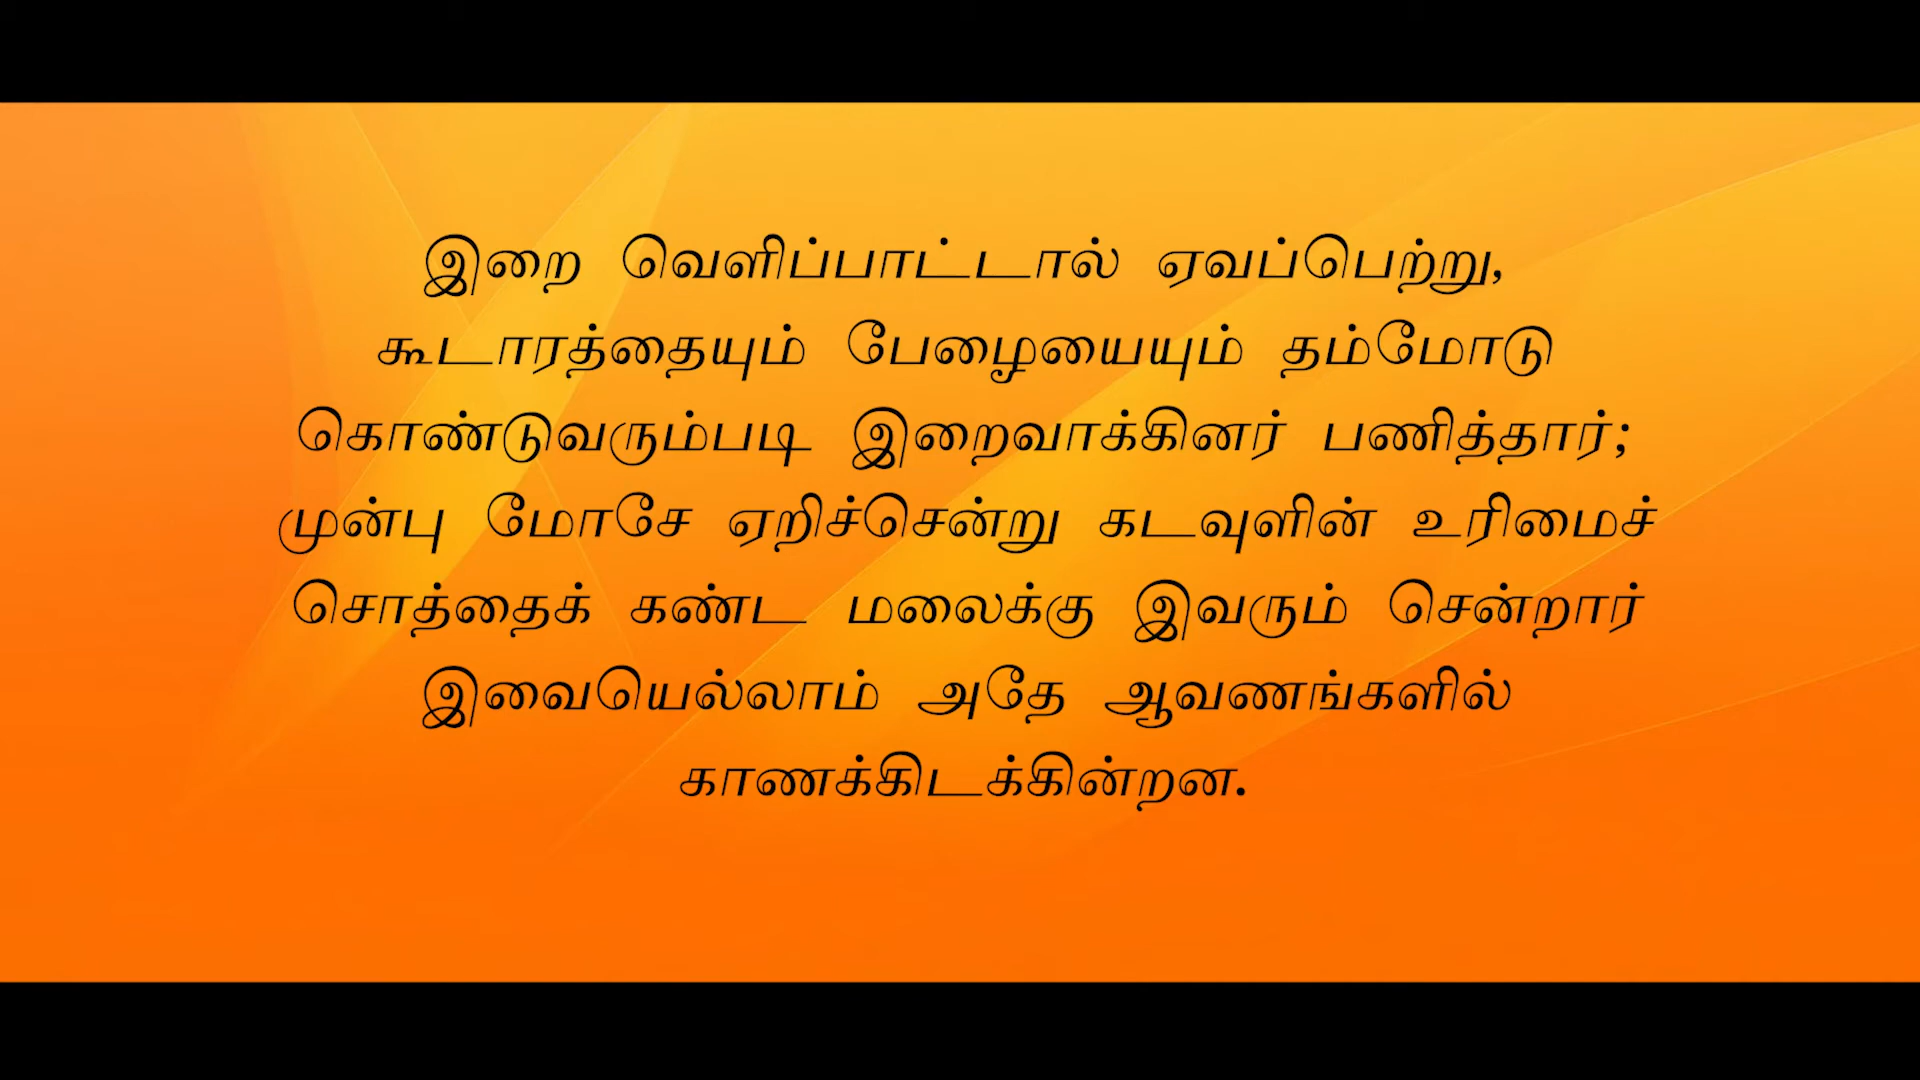 இறை வெளிப்பாட்டால் ஏவப்பெற்று,
கூடாரத்தையும் பேழையையும் தம்மோடு
கொண்டுவரும்படி இறைவாக்கினர் பணித்தார்;
முன்பு மோசே ஏறிச்சென்று கடவுளின் உரிமைச்
சொத்தைக் கண்ட மலைக்கு இவரும் சென்றார்
இவையெல்லாம் அதே ஆவணங்களில்
காணக்கிடக்கின்றன.